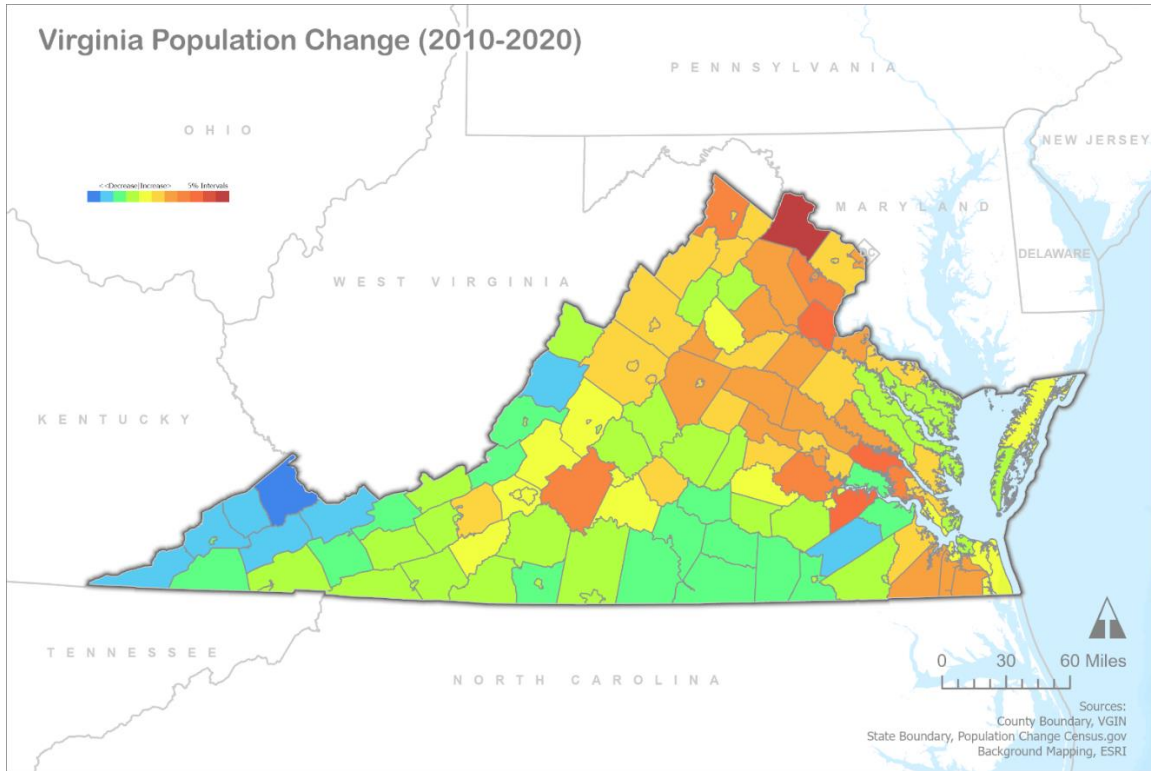 Virginia Population Change (2010-2020)
PENNSYLVANIA
OHIO
NEW JERSEY
<<Decrease|Increase> 5% Intervals
MARYLAND
DC
DELAWARE
WEST VIRGINIA
KENTUCKY
TENNESSEE
NORTH CAROLINA
0 30 60 Miles
Sources:
County Boundary, VGIN
State Boundary, Population Change Census.gov
Background Mapping, ESRI